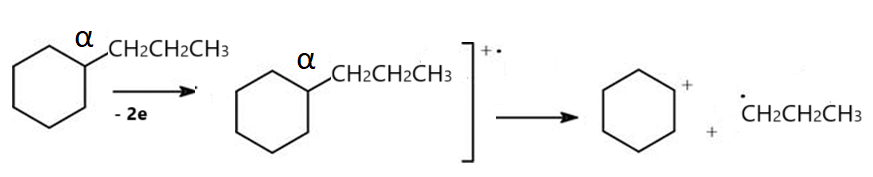 α CH2CH2CH3
- 2e
α CH2CH2CH3 +•
+
+ •CH2CH2CH3